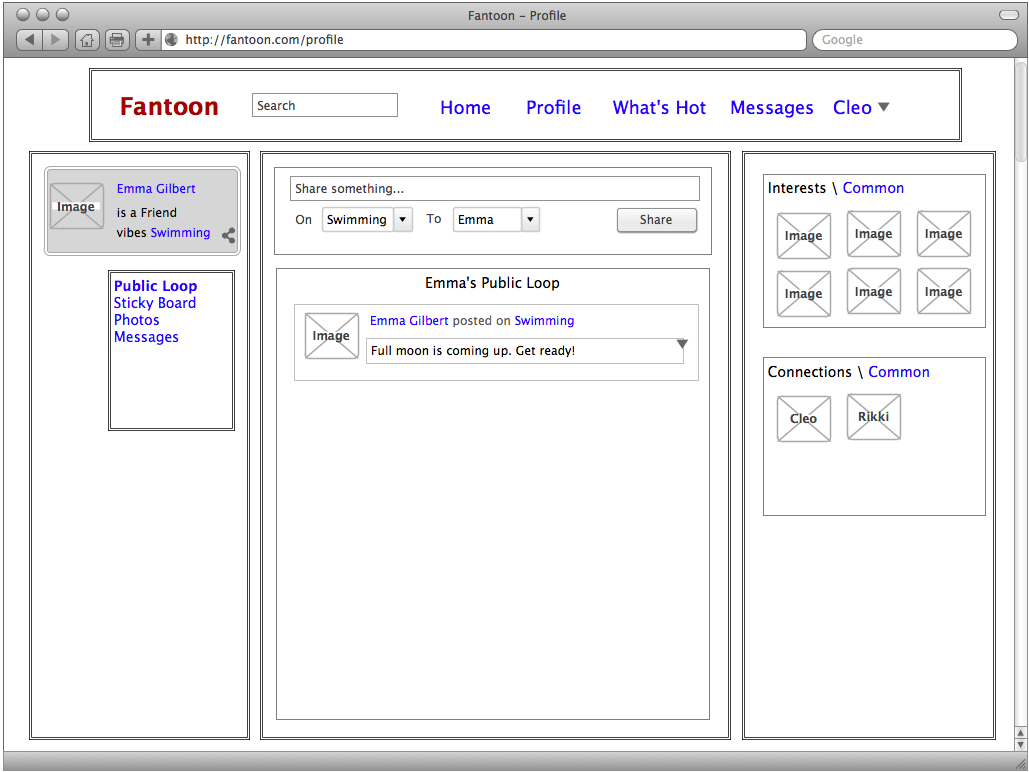 Fantoon – Profile
http://fantoon.com/profile
Google
Fantoon
Search
Home Profile What's Hot Messages Cleo
Image
Emma Gilbert
is a Friend
vibes Swimming
Public Loop
Sticky Board
Photos
Messages
Share something...
On Swimming To Emma Share
Emma's Public Loop
Image
Emma Gilbert posted on Swimming
Full moon is coming up. Get ready!
Interests \ Common
Image Image Image
Image Image Image
Connections \ Common
Cleo Rikki